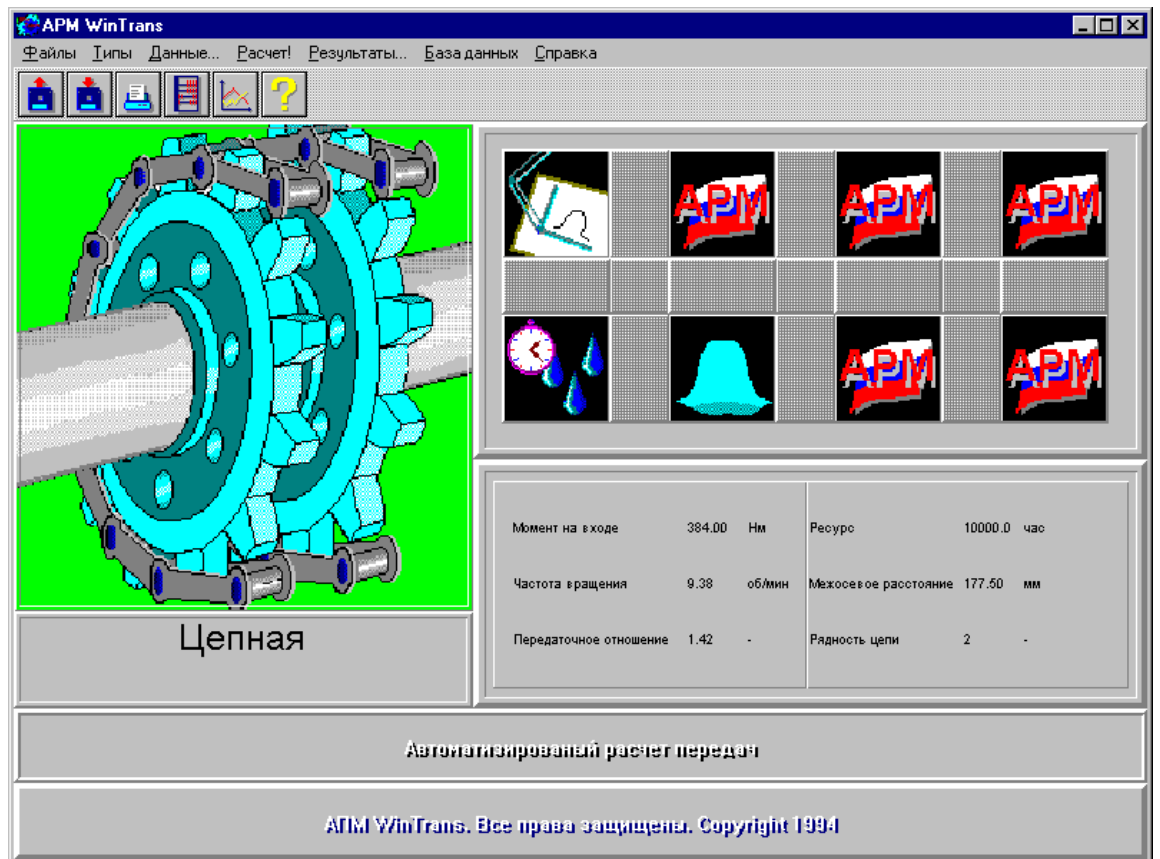 APM WinTrans
Файлы Типы Данные... Расчет! Результаты... База данных Справка
?
APM APM APM
APM APM
Момент на входе 384.00 Нм Ресурс 10000.0 час
Частота вращения 9.38 об/мин Межосевое расстояние 177.50 мм
Передаточное отношение 1.42 - Рядность цепи 2 -
Цепная
Автоматизированый расчет передач
АПМ WinTrans. Все права защищены. Copyright 1994